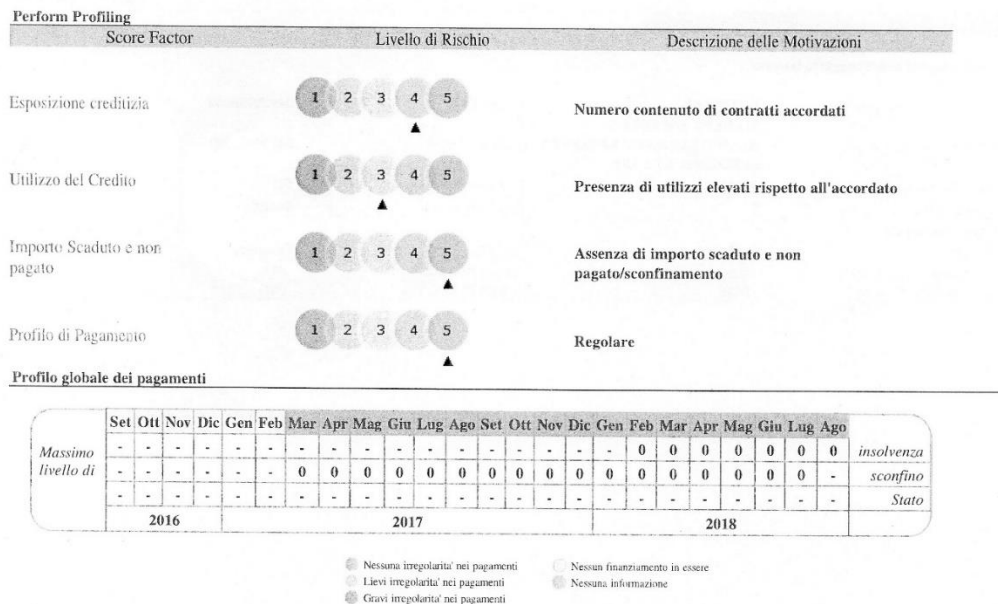 Perform Profiling
Score Factor Livello di Rischio Descrizione delle Motivazioni
Esposizione creditizia 1 2 3 4 5 Numero contenuto di contratti accordati
Utilizzo del Credito 1 2 3 4 5 Presenza di utilizzi elevati rispetto all'accordato
Importo Scaduto e non 1 2 3 4 5 Assenza di importo scaduto e non
pagato pagato/sconfinamento
Profilo di Pagamento 1 2 3 4 5 Regolare
Profilo globale dei pagamenti
Set Ott Nov Dic Gen Feb Mar Apr Mag Giu Lug Ago Set Ott Nov Dic Gen Feb Mar Apr Mag Giu Lug Ago
Massimo - - - - - - - - - - - - - - - - - 0 0 0 0 0 0 0 insolvenza
livello di - - - - - - 0 0 0 0 0 0 0 0 0 0 0 0 0 0 0 0 0 - sconfino
- - - - - - - - - - - - - - - - - - - - - - - - Stato
2016 2017 2018
Nessuna irregolarita' nei pagamenti Nessun finanziamento in essere
Lievi irregolarita' nei pagamenti Nessuna informazione
Gravi irregolarita' nei pagamenti